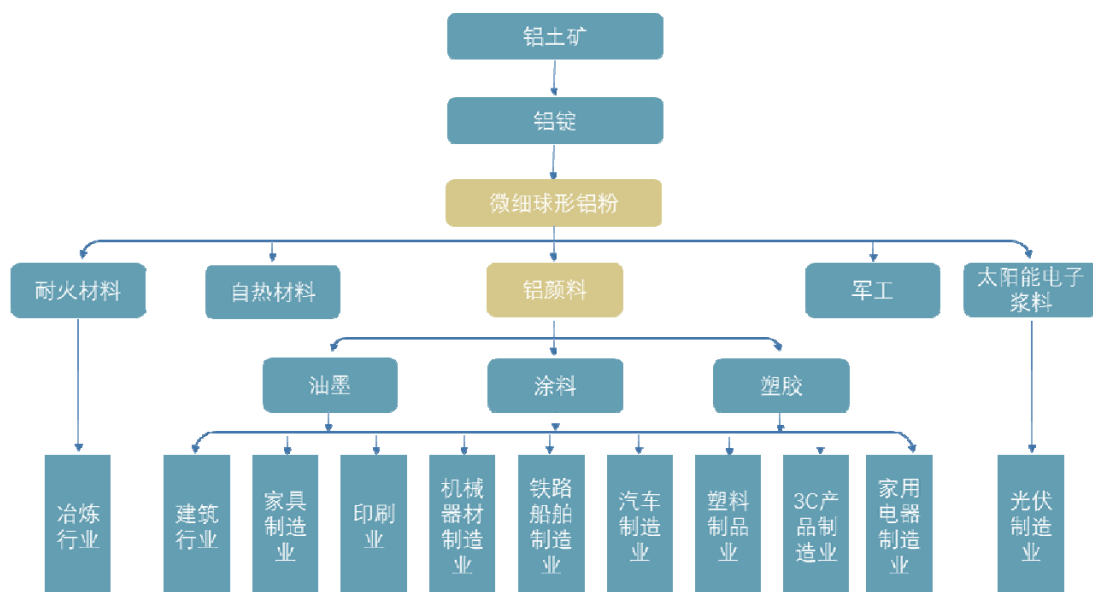 铝土矿
铝锭
微细球形铝粉
耐火材料
自热材料
铝颜料
军工
太阳能电子
浆料
油墨
涂料
塑胶
冶炼
行业
建筑
行业
家具
制造
业
印刷
业
机械
器材
制造
业
铁路
船舶
制造
业
汽车
制造
业
塑料
制品
业
3C产
品制
造业
家用
电器
制造
业
光伏
制造
业